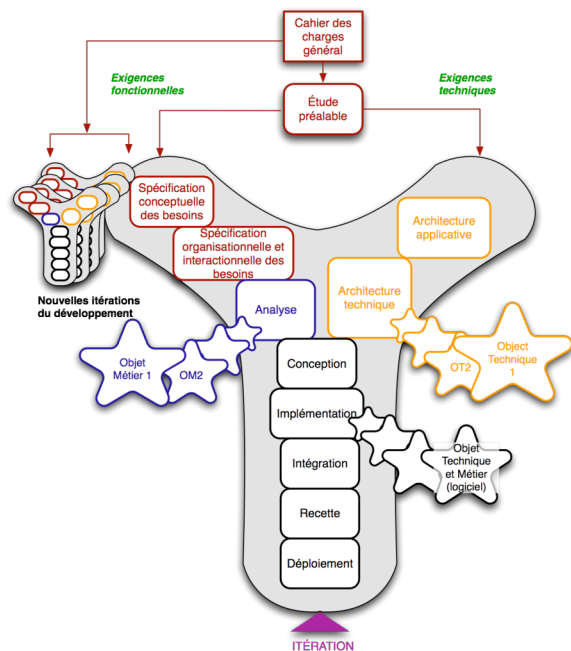 Cahier des
charges
général
Exigences
fonctionnelles
Exigences
techniques
Étude
préalable
Spécification
conceptuelle
des besoins
Spécification
organisationnelle et
interactionnelle des
besoins
Architecture
applicative
Architecture
technique
Nouvelles itérations
du développement
Analyse
Objet
Métier 1
OM2
Conception
OT2
Object
Technique
1
Implémentation
Objet
Technique
et Métier
(logiciel)
Intégration
Recette
Déploiement
ITÉRATION